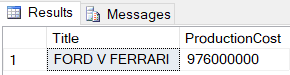 Results Messages
Title ProductionCost
1 FORD V FERRARI 976000000